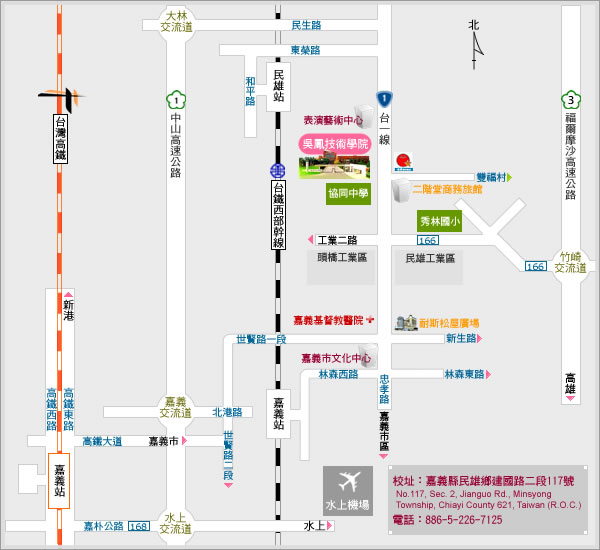 大林
交流道
民生路
北
東榮路
民雄站
和平路
1
中山高速公路
台灣高鐵
表演藝術中心
1
台一線
3
福爾摩沙高速公路
吳鳳技術學院
雙福村
台鐵西部幹線
協同中學
二階堂商務旅館
秀林國小
工業二路
166
頭橋工業區
民雄工業區
166
竹崎
交流道
新港
嘉義基督教醫院
耐斯松屋廣場
世賢路一段
新生路
嘉義市文化中心
林森西路
林森東路
忠孝路
高雄
高鐵西路
高鐵東路
嘉義
交流道
北港路
嘉義站
嘉義市區
高鐵大道
嘉義市
世賢路二段
嘉義站
水上機場
校址：嘉義縣民雄鄉建國路二段117號
No.117, Sec. 2, Jianguo Rd., Minsyong
Township, Chiayi County 621, Taiwan (R.O.C.)
電話：886-5-226-7125
嘉朴公路
168
水上
交流道
水上